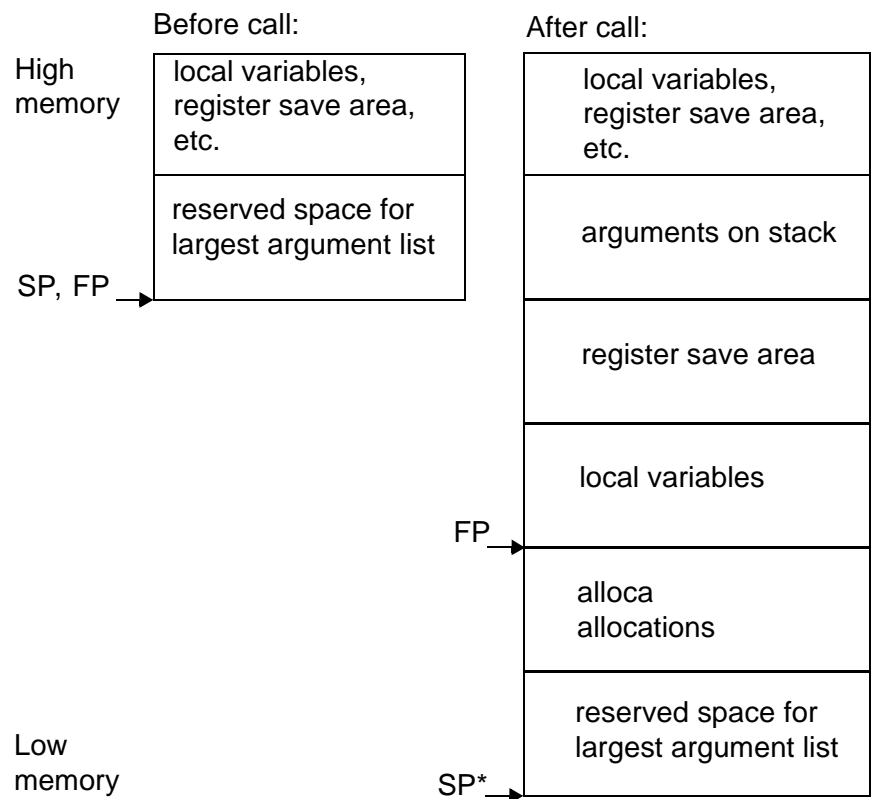 Before call:
After call:
High
memory
local variables,
register save area,
etc.
reserved space for
largest argument list
SP, FP
local variables,
register save area,
etc.
arguments on stack
register save area
local variables
FP
alloca
allocations
reserved space for
largest argument list
Low
memory
SP*